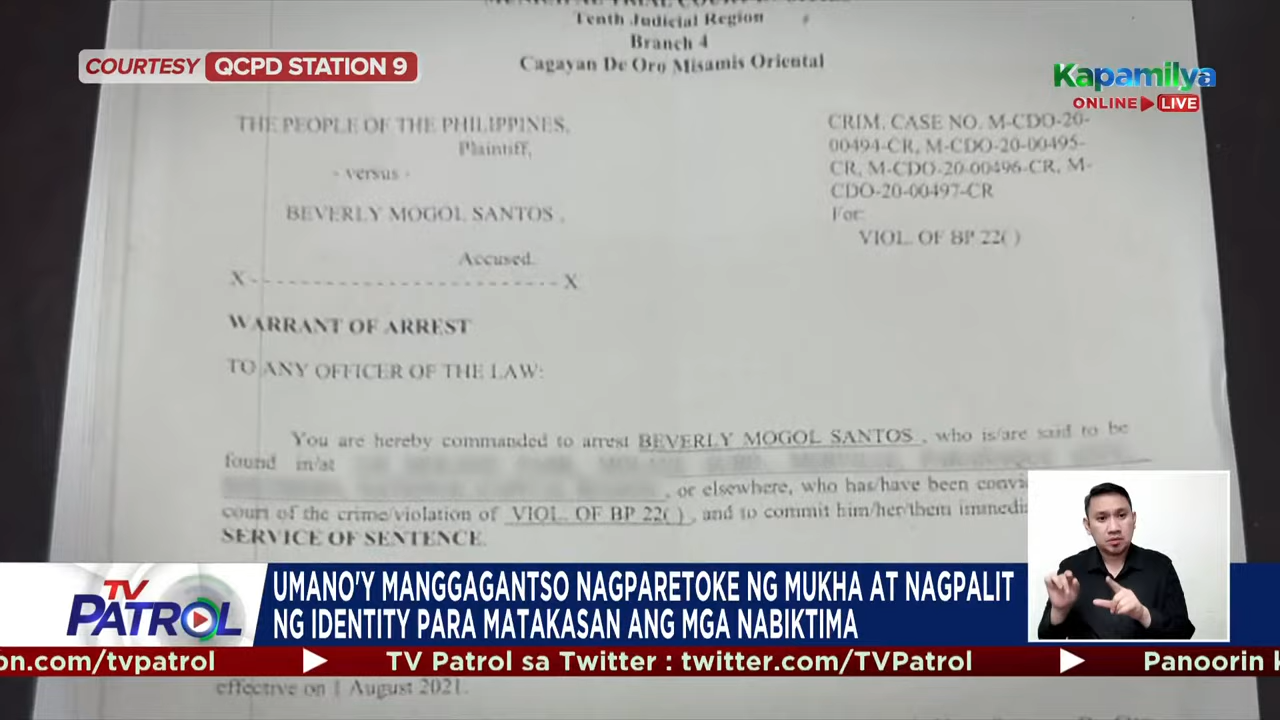 Tenth Judicial Region
Branch 4
Cagayan De Oro Misamis Oriental
COURTESY QCPD STATION 9
Kapamilya
ONLINE LIVE
THE PEOPLE OF THE PHILIPPINES,
Plaintiff,
- versus -
BEVERLY MOGOL SANTOS ,
Accused.
X - - - - - - - - - - - - - - - - - - - - - - - - - - X
CRIM. CASE NO. M-CDO-20-
00494-CR, M-CDO-20-00495-
CR, M-CDO-20-00496-CR, M-
CDO-20-00497-CR
For:
VIOL. OF BP 22( )
WARRANT OF ARREST
TO ANY OFFICER OF THE LAW:
You are hereby commanded to arrest BEVERLY MOGOL SANTOS , who is/are said to be
found in/at
, or elsewhere, who has/have been
court of the crime/violation of VIOL. OF BP 22( ) , and to commit him/her/them
SERVICE OF SENTENCE.
TV PATROL
UMANO'Y MANGGAGANTSO NAGPARETOKE NG MUKHA AT NAGPALIT
NG IDENTITY PARA MATAKASAN ANG MGA NABIKTIMA
on.com/tvpatrol TV Patrol sa Twitter : twitter.com/TVPatrol Panoorin
effective on 1 August 2021.